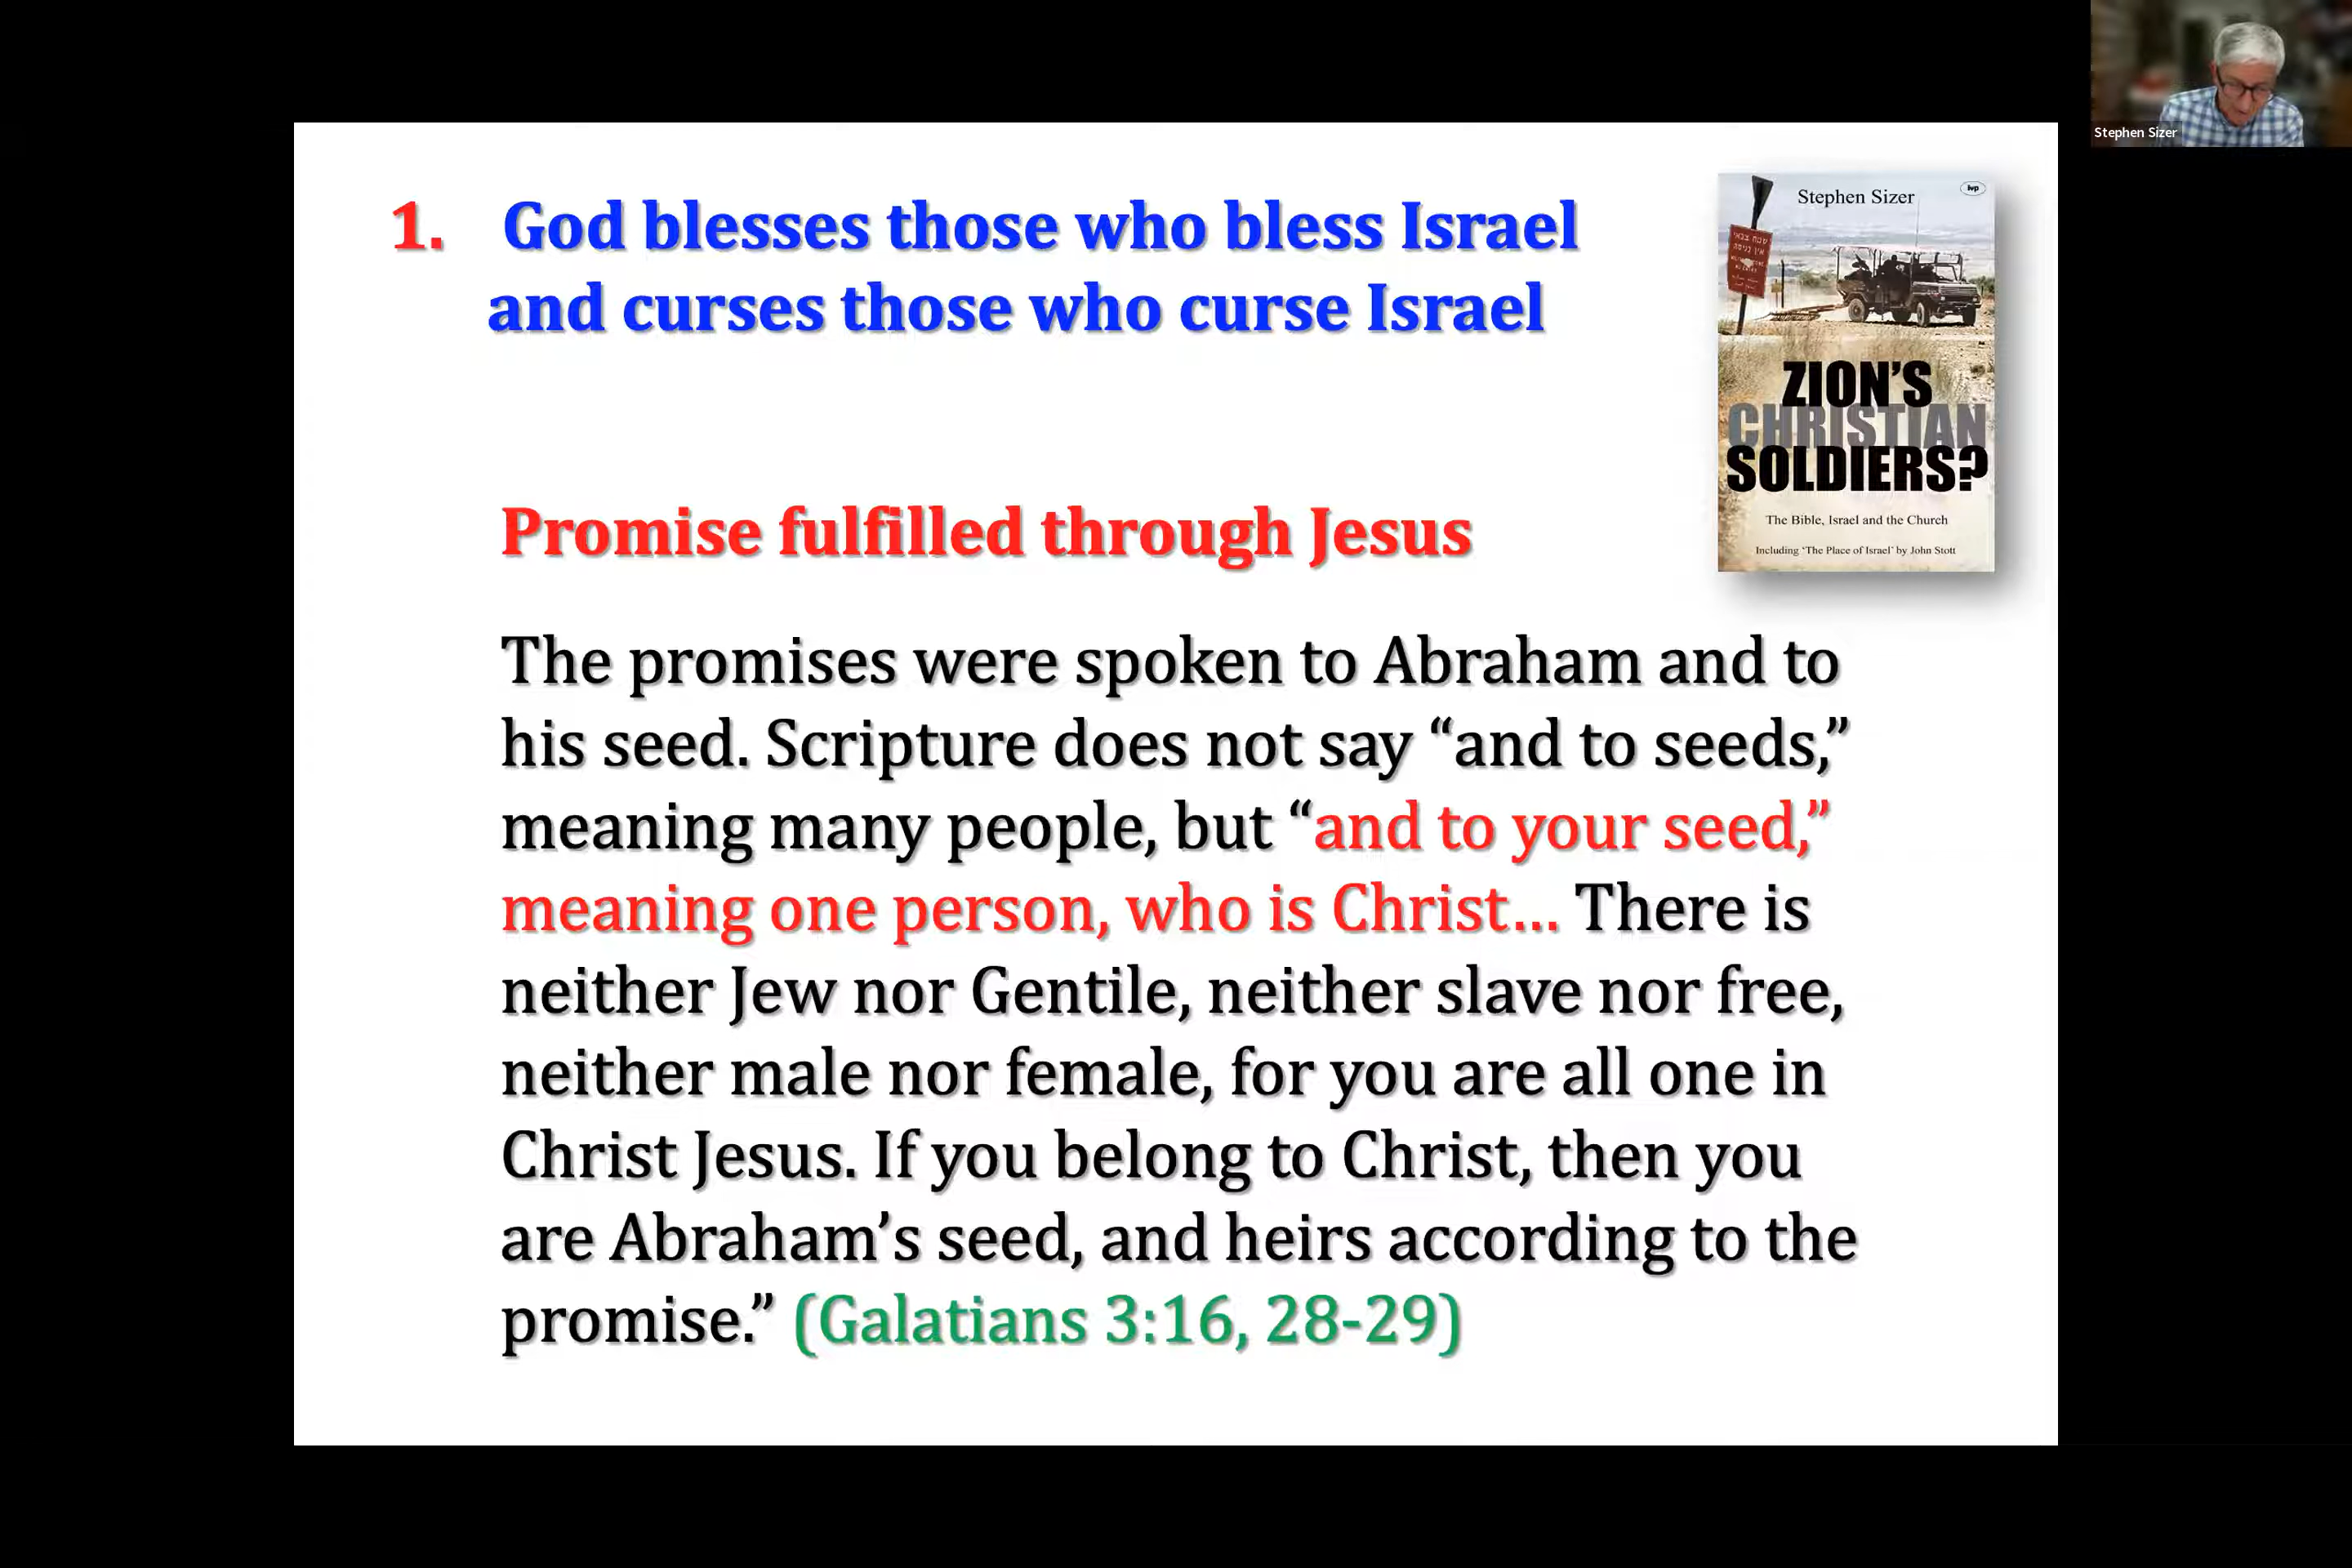 1. God blesses those who bless Israel
and curses those who curse Israel
Promise fulfilled through Jesus
The promises were spoken to Abraham and to
his seed. Scripture does not say “and to seeds,”
meaning many people, but “and to your seed,”
meaning one person, who is Christ... There is
neither Jew nor Gentile, neither slave nor free,
neither male nor female, for you are all one in
Christ Jesus. If you belong to Christ, then you
are Abraham’s seed, and heirs according to the
promise.” (Galatians 3:16, 28-29)
Stephen Sizer
ivp
ZION’S
CHRISTIAN
SOLDIERS?
The Bible, Israel and the Church
Including ‘The Place of Israel’ by John Stott
Stephen Sizer